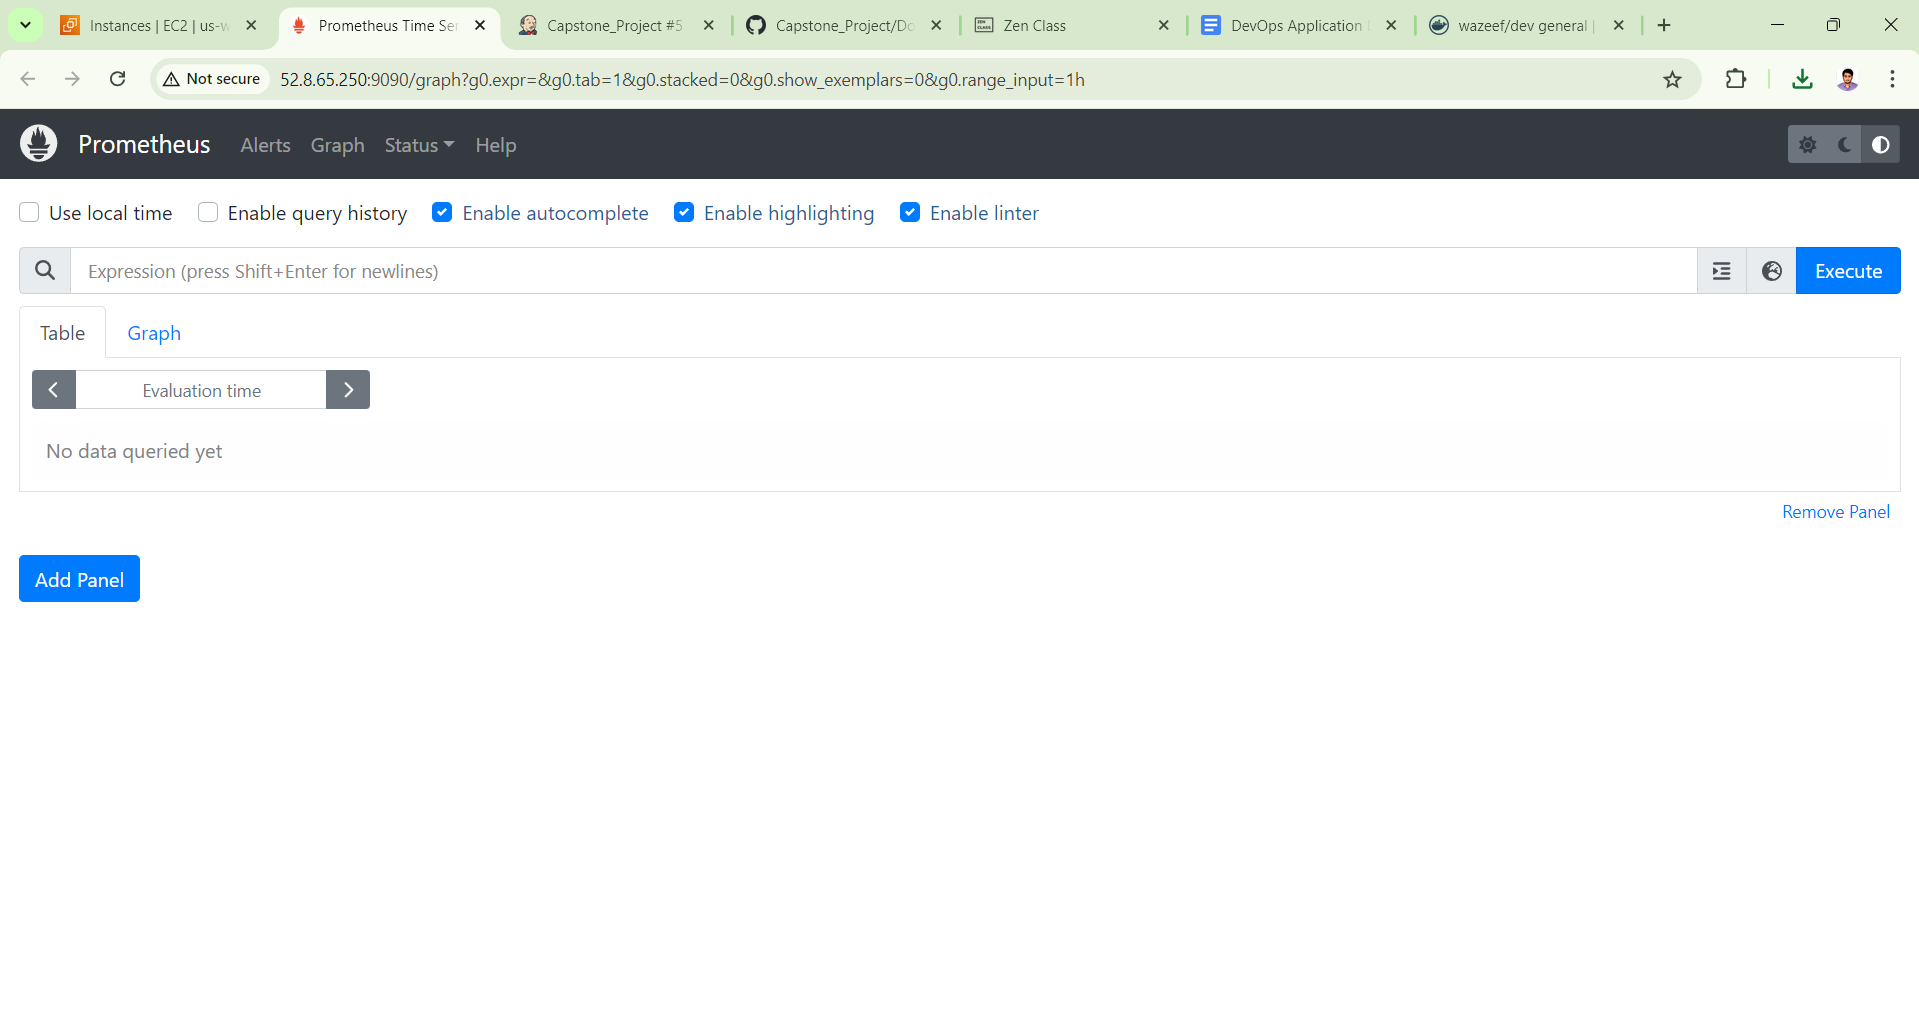 Instances | EC2 | us-w
Prometheus Time Ser
Capstone_Project #5
Capstone_Project/Do
Zen Class
DevOps Application
wazeef/dev general |
Not secure
52.8.65.250:9090/graph?g0.expr=&g0.tab=1&g0.stacked=0&g0.show_exemplars=0&g0.range_input=1h
Prometheus Alerts Graph Status Help
Use local time Enable query history Enable autocomplete Enable highlighting Enable linter
Expression (press Shift+Enter for newlines)
Execute
Table Graph
Evaluation time
No data queried yet
Remove Panel
Add Panel